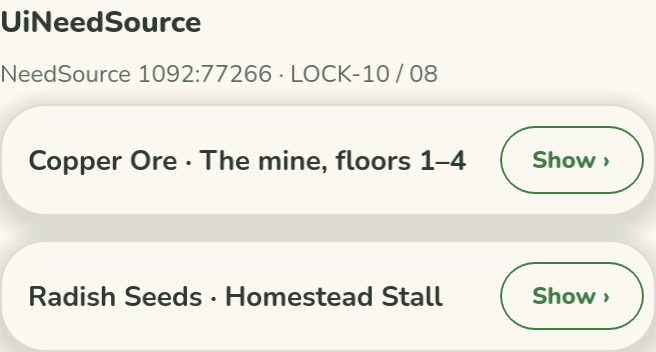 UiNeedSource
NeedSource 1092:77266 · LOCK-10 / 08
Copper Ore · The mine, floors 1–4
Show ›
Radish Seeds · Homestead Stall
Show ›